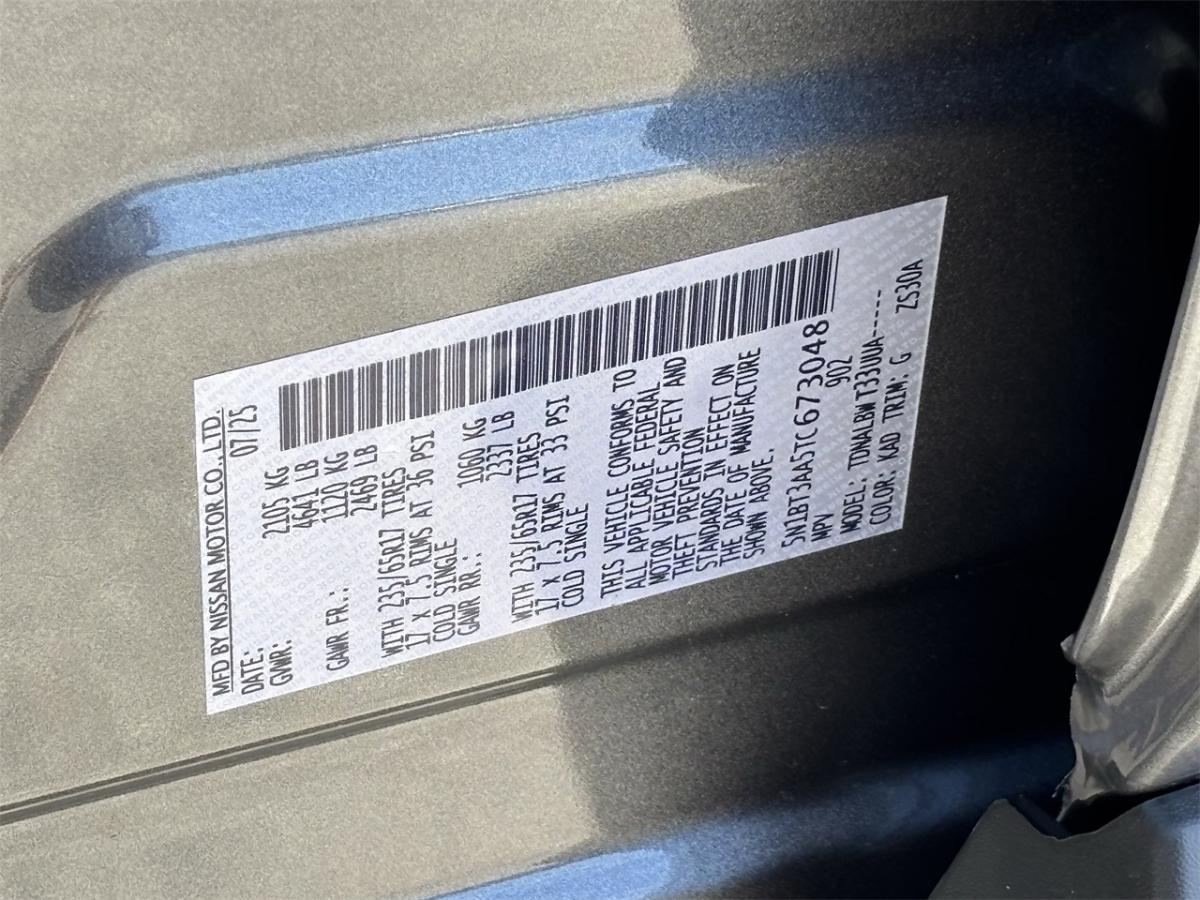 MFD BY NISSAN MOTOR CO., LTD.
DATE: 07/25
GVWR: 2105 KG
4641 LB
GAWR FR.: 1120 KG
2469 LB
WITH 235/65R17 TIRES
17 X 7.5 RIMS AT 36 PSI
COLD SINGLE
GAWR RR.: 1060 KG
2337 LB
WITH 235/65R17 TIRES
17 X 7.5 RIMS AT 33 PSI
COLD SINGLE
THIS VEHICLE CONFORMS TO
ALL APPLICABLE FEDERAL
MOTOR VEHICLE SAFETY AND
THEFT PREVENTION
STANDARDS IN EFFECT ON
THE DATE OF MANUFACTURE
SHOWN ABOVE.
5N1BT3AA5TC673048
MPV 902
MODEL: TDNALBW T33UUA-----
COLOR: KAD TRIM: G ZS30A